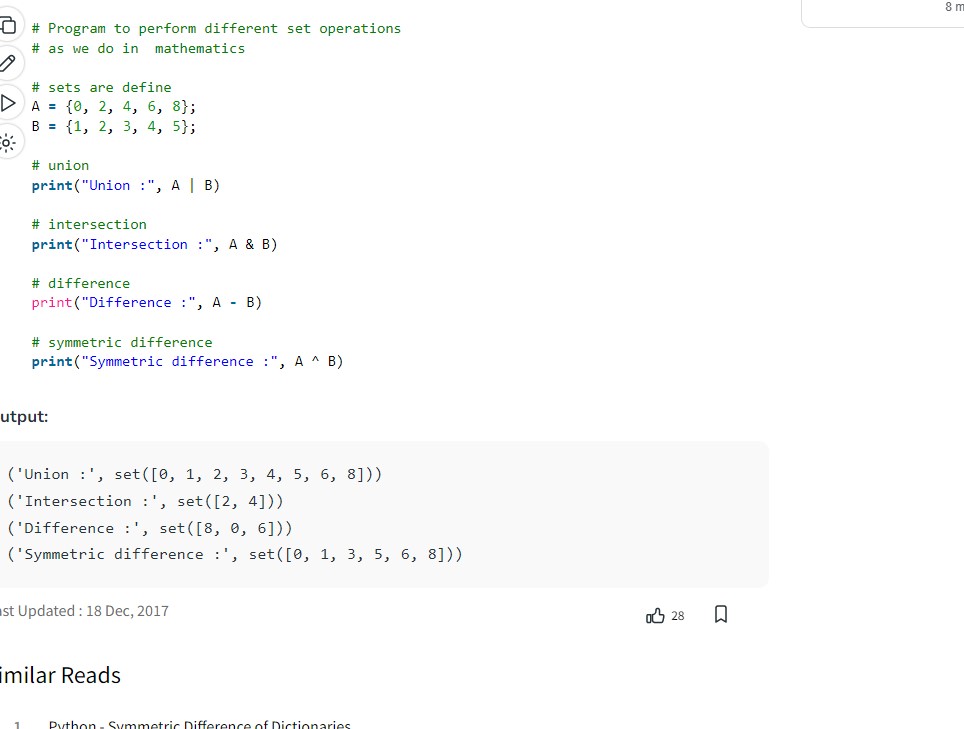 8 m
# Program to perform different set operations
# as we do in  mathematics
# sets are define
A = {0, 2, 4, 6, 8};
B = {1, 2, 3, 4, 5};
# union
print("Union :", A | B)
# intersection
print("Intersection :", A & B)
# difference
print("Difference :", A - B)
# symmetric difference
print("Symmetric difference :", A ^ B)
utput:
('Union :', set([0, 1, 2, 3, 4, 5, 6, 8]))
('Intersection :', set([2, 4]))
('Difference :', set([8, 0, 6]))
('Symmetric difference :', set([0, 1, 3, 5, 6, 8]))
ast Updated : 18 Dec, 2017
28
imilar Reads
1 Python - Symmetric Difference of Dictionaries